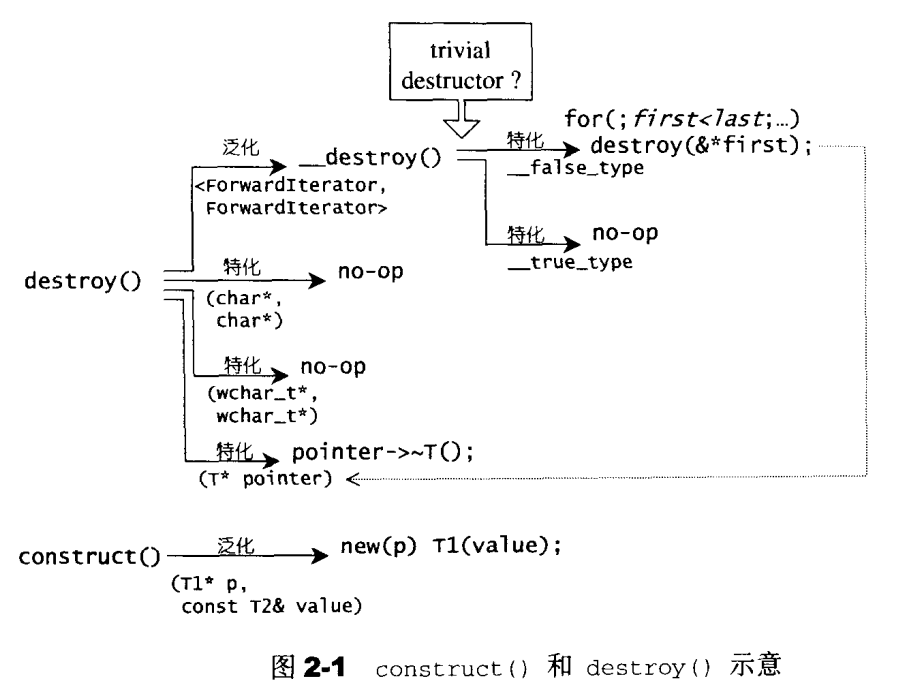 trivial
destructor ?
for(;first<last;…)
泛化
__destroy()
特化
destroy(&*first);
<ForwardIterator,
ForwardIterator>
__false_type
特化
no-op
__true_type
destroy()
特化
no-op
(char*,
char*)
特化
no-op
(wchar_t*,
wchar_t*)
特化
pointer->~T();
(T* pointer)
construct()
泛化
new(p) T1(value);
(T1* p,
const T2& value)
图 2-1 construct() 和 destroy() 示意